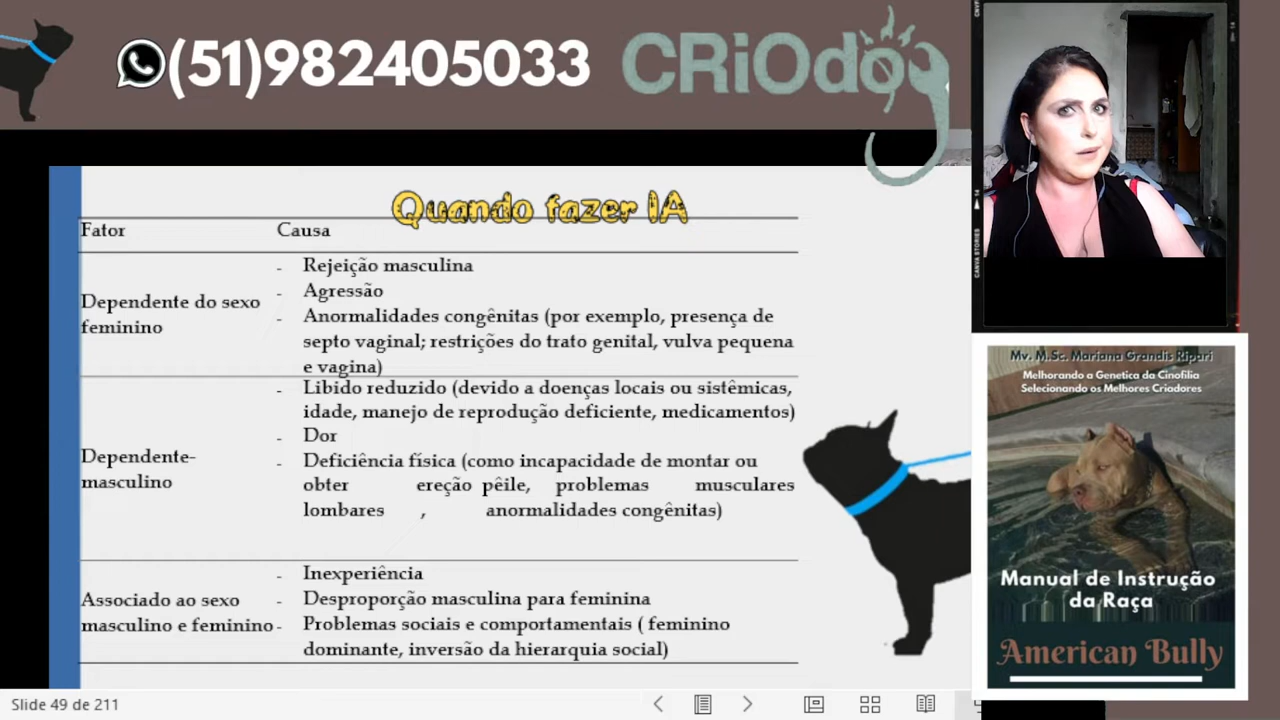 (51)982405033
CRiOdog
Quando fazer IA
Fator Causa
Dependente do sexo
feminino
- Rejeição masculina
- Agressão
- Anormalidades congênitas (por exemplo, presença de
septo vaginal; restrições do trato genital, vulva pequena
e vagina)
Dependente-
masculino
- Libido reduzido (devido a doenças locais ou sistêmicas,
idade, manejo de reprodução deficiente, medicamentos)
- Dor
- Deficiência física (como incapacidade de montar ou
obter ereção pêile, problemas musculares
lombares , anormalidades congênitas)
Associado ao sexo
masculino e feminino
- Inexperiência
- Desproporção masculina para feminina
- Problemas sociais e comportamentais ( feminino
dominante, inversão da hierarquia social)
Slide 49 de 211
14
CANVA STORIES
Mv. M.Sc. Mariana Grandis Ripari
Melhorando a Genetica da Cinofilia
Selecionando os Melhores Criadores
Manual de Instrução
da Raça
American Bully